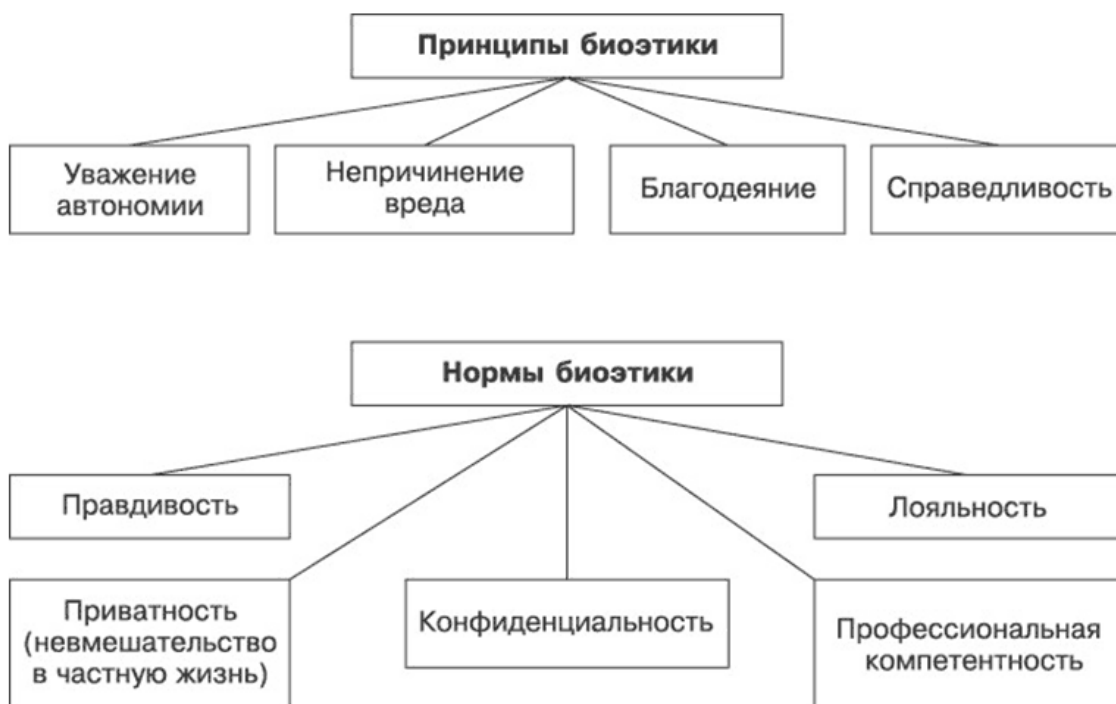 Принципы биоэтики
Уважение
автономии
Непричинение
вреда
Благодеяние
Справедливость
Нормы биоэтики
Правдивость
Лояльность
Приватность
(невмешательство
в частную жизнь)
Конфиденциальность
Профессиональная
компетентность